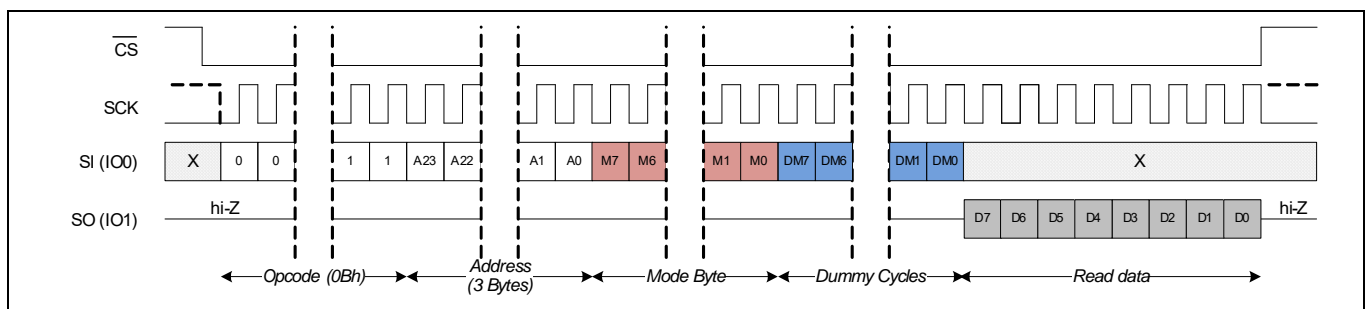 CS
SCK
SI (IO0) X 0 0 1 1 A23 A22 A1 A0 M7 M6 M1 M0 DM7 DM6 DM1 DM0 X
hi-Z
SO (IO1) D7 D6 D5 D4 D3 D2 D1 D0 hi-Z
Opcode (0Bh) Address (3 Bytes) Mode Byte Dummy Cycles Read data